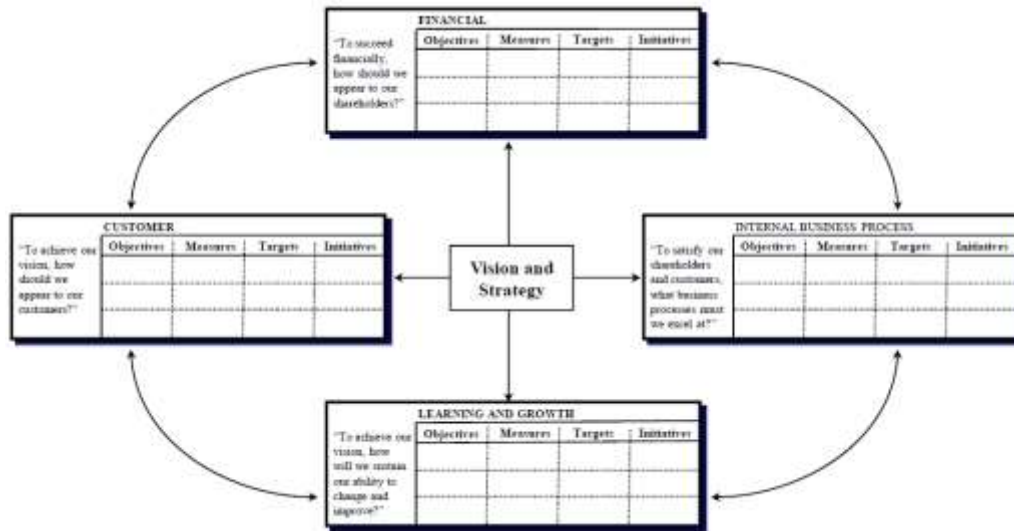 FINANCIAL
"To succeed
financially,
how should we
appear to our
shareholders?"
Objectives Measures Targets Initiatives
CUSTOMER
"To achieve our
vision, how
should we
appear to our
customers?"
Objectives Measures Targets Initiatives
Vision and
Strategy
INTERNAL BUSINESS PROCESS
"To satisfy our
shareholders
and customers,
what business
processes must
we excel at?"
Objectives Measures Targets Initiatives
LEARNING AND GROWTH
"To achieve our
vision, how
will we sustain
our ability to
change and
improve?"
Objectives Measures Targets Initiatives